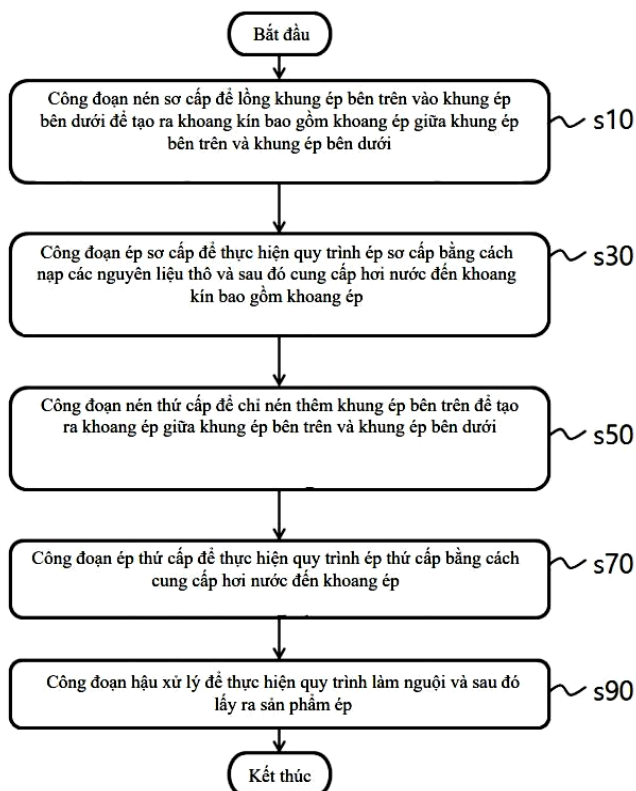 Bắt đầu
Công đoạn nén sơ cấp để lồng khung ép bên trên vào khung ép
bên dưới để tạo ra khoang kín bao gồm khoang ép giữa khung ép
bên trên và khung ép bên dưới
s10
Công đoạn ép sơ cấp để thực hiện quy trình ép sơ cấp bằng cách
nạp các nguyên liệu thô và sau đó cung cấp hơi nước đến khoang
kín bao gồm khoang ép
s30
Công đoạn nén thứ cấp để chỉ nén thêm khung ép bên trên để tạo
ra khoang ép giữa khung ép bên trên và khung ép bên dưới
s50
Công đoạn ép thứ cấp để thực hiện quy trình ép thứ cấp bằng cách
cung cấp hơi nước đến khoang ép
s70
Công đoạn hậu xử lý để thực hiện quy trình làm nguội và sau đó
lấy ra sản phẩm ép
s90
Kết thúc